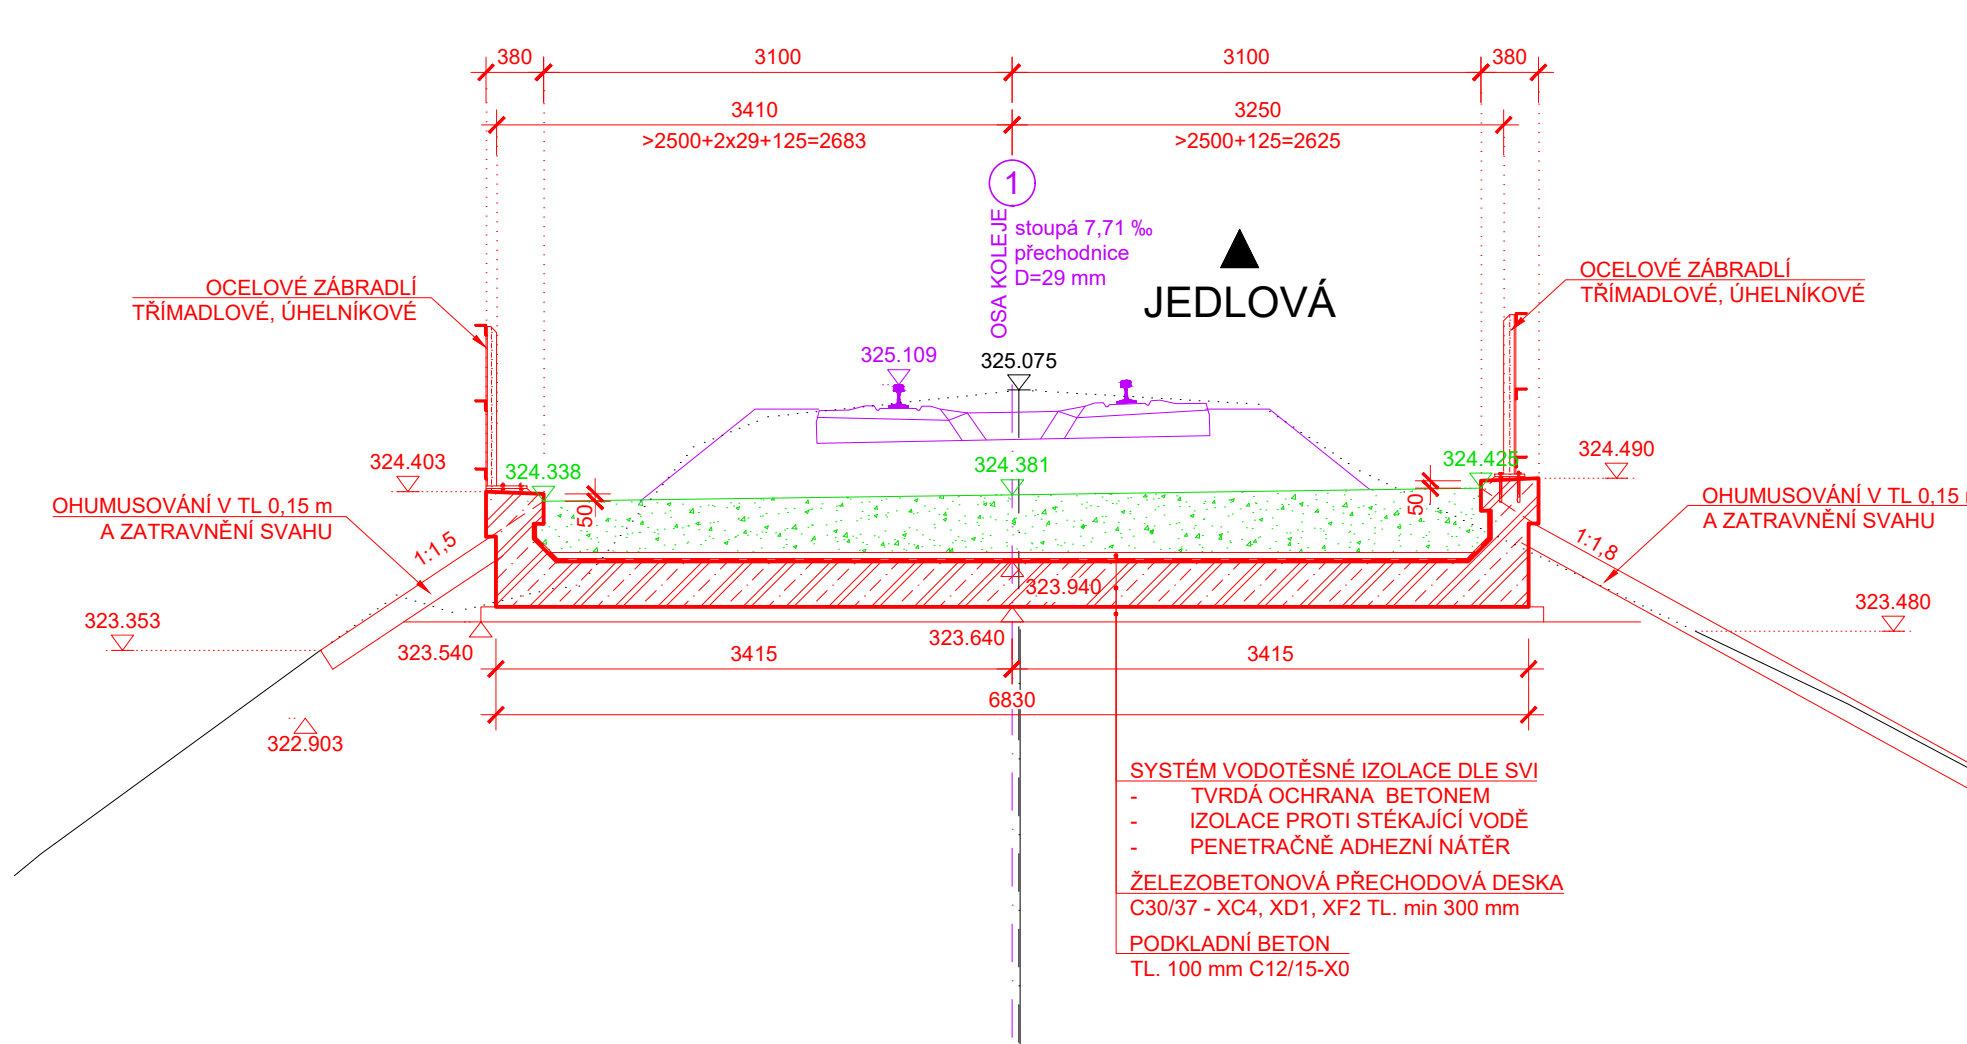 380
3100
3100
380
3410
>2500+2x29+125=2683
3250
>2500+125=2625
1
OSA KOLEJE
stoupá 7,71 ‰
přechodnice
D=29 mm
JEDLOVÁ
OCELOVÉ ZÁBRADLÍ
TŘÍMADLOVÉ, ÚHELNÍKOVÉ
OCELOVÉ ZÁBRADLÍ
TŘÍMADLOVÉ, ÚHELNÍKOVÉ
325.109
325.075
324.403
324.338
324.381
324.425
324.490
50
50
OHUMUSOVÁNÍ V TL 0,15 m
A ZATRAVNĚNÍ SVAHU
OHUMUSOVÁNÍ V TL 0,15
A ZATRAVNĚNÍ SVAHU
1:1,5
1:1,8
323.940
323.353
323.480
323.540
323.640
3415
3415
6830
322.903
SYSTÉM VODOTĚSNÉ IZOLACE DLE SVI
- TVRDÁ OCHRANA BETONEM
- IZOLACE PROTI STÉKAJÍCÍ VODĚ
- PENETRAČNĚ ADHEZNÍ NÁTĚR
ŽELEZOBETONOVÁ PŘECHODOVÁ DESKA
C30/37 - XC4, XD1, XF2 TL. min 300 mm
PODKLADNÍ BETON
TL. 100 mm C12/15-X0